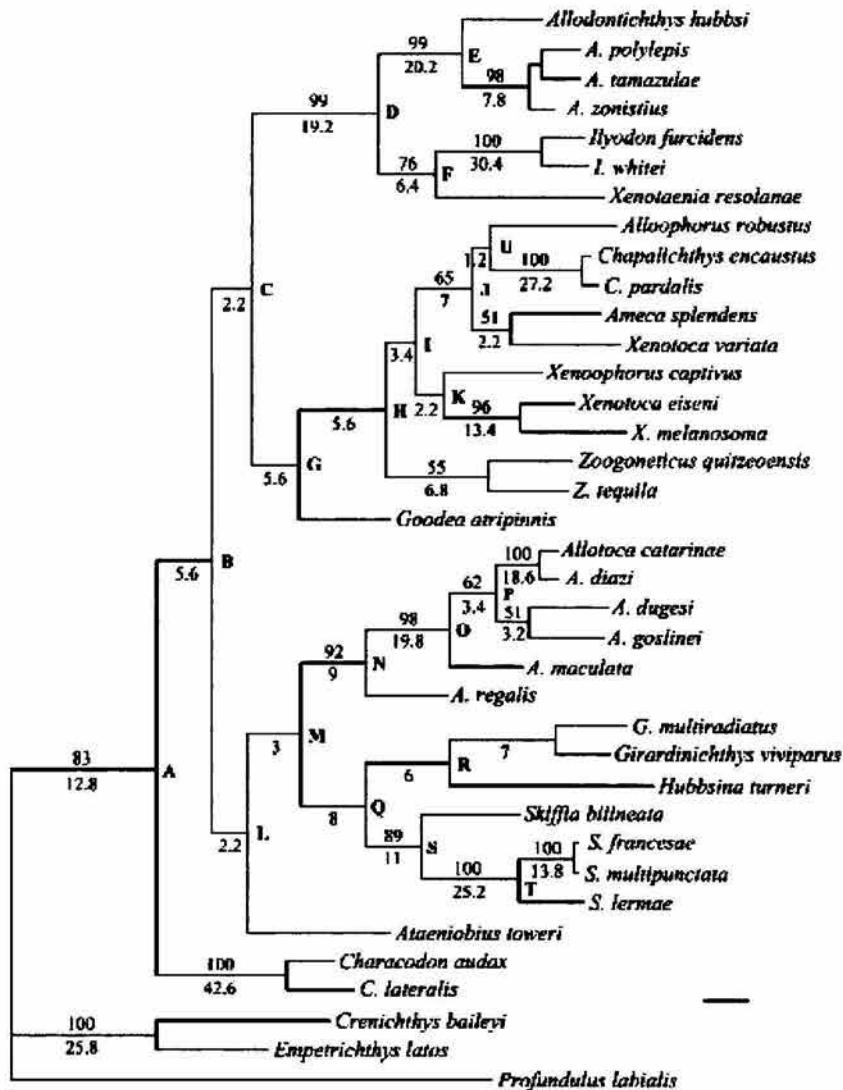 Allodontichthys hubbsi
99
E
20.2
A. polylepis
98
A. tamazulae
7.8
A. zonistius
99
D
19.2
100
Ilyodon furcidens
76
30.4
I. whitei
F
6.4
Xenotaenia resolanae
Alloophorus robustus
U
1.2
100
Chapalichthys encaustus
65
27.2
C. pardalis
C
2.2
7
J
51
Ameca splendens
2.2
Xenotoca variata
I
3.4
Xenoophorus captivus
K
2.2
96
Xenotoca eiseni
5.6
H
13.4
X. melanosoma
G
5.6
55
Zoogoneticus quitzeoensis
6.8
Z. tequila
Goodea atripinnis
100
Allotoca catarinae
B
5.6
62
18.6
A. diazi
3.4
P
51
A. dugesi
98
O
3.2
A. goslinei
92
19.8
N
A. maculata
9
A. regalis
M
3
G. multiradiatus
83
A
R
7
Girardinichthys viviparus
12.8
6
Hubbsina turneri
8
Q
L
2.2
89
Skiffia bilineata
S
11
100
S. francesae
100
13.8
S. multipunctata
25.2
T
S. lermae
Ataeniobius toweri
100
Characodon audax
42.6
C. lateralis
100
Crenichthys baileyi
25.8
Empetrichthys latos
Profundulus labialis